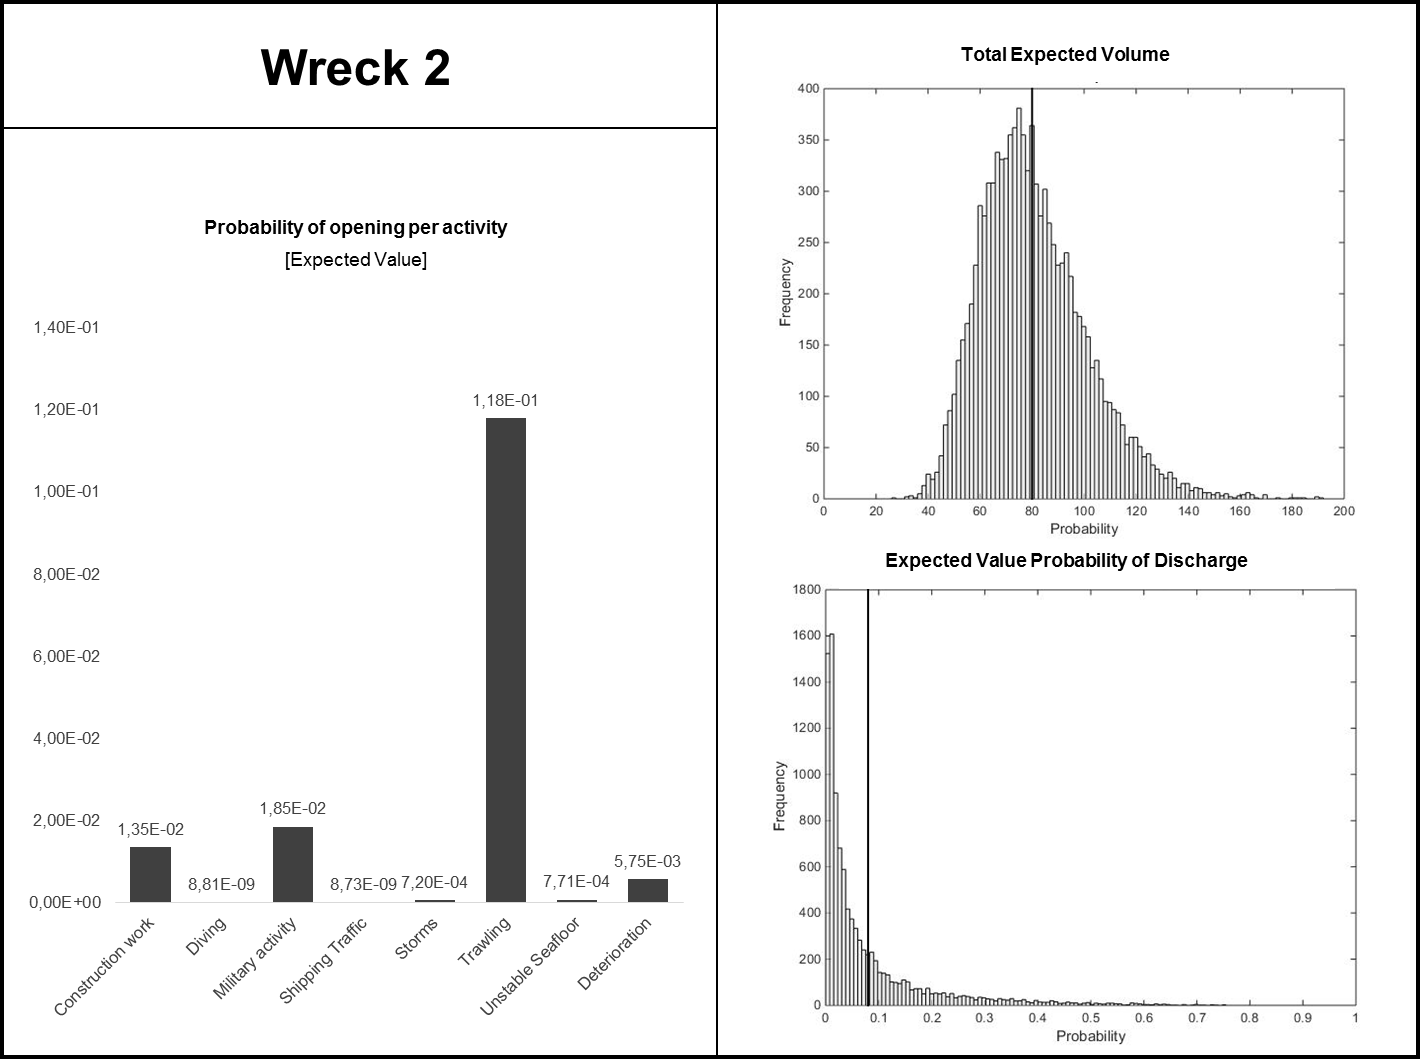 Wreck 2
Probability of opening per activity
[Expected Value]
1,40E-01
1,20E-01
1,00E-01
8,00E-02
6,00E-02
4,00E-02
2,00E-02
0,00E+00
1,35E-02
8,81E-09
1,85E-02
8,73E-09
7,20E-04
1,18E-01
7,71E-04
5,75E-03
Construction work
Diving
Military activity
Shipping Traffic
Storms
Trawling
Unstable Seafloor
Deterioration
Total Expected Volume
400
350
300
250
200
150
100
50
0
Frequency
0 20 40 60 80 100 120 140 160 180 200
Probability
Expected Value Probability of Discharge
1800
1600
1400
1200
1000
800
600
400
200
0
Frequency
0 0.1 0.2 0.3 0.4 0.5 0.6 0.7 0.8 0.9 1
Probability